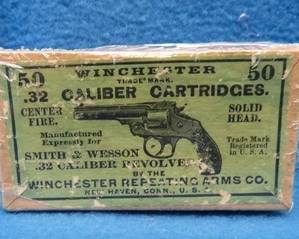 50 WINCHESTER 50
TRADE MARK.
.32 CALIBER CARTRIDGES.
CENTER FIRE.
SOLID HEAD.
Manufactured
Expressly for
Trade Mark
Registered
in U. S. A.
SMITH & WESSON
.32 CALIBER REVOLVER
BY THE
WINCHESTER REPEATING ARMS CO.
NEW HAVEN, CONN., U. S.